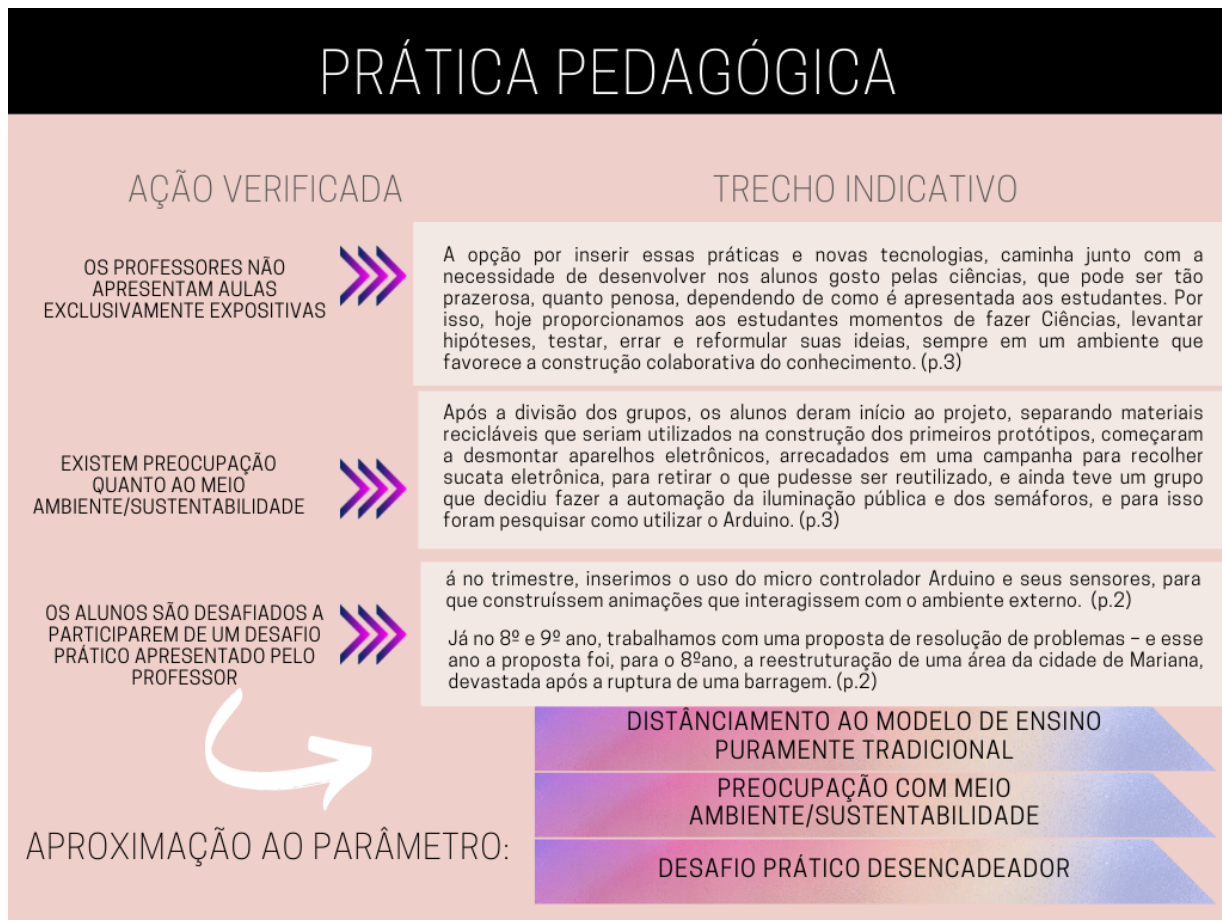 PRÁTICA PEDAGÓGICA
AÇÃO VERIFICADA
TRECHO INDICATIVO
OS PROFESSORES NÃO
APRESENTAM AULAS
EXCLUSIVAMENTE EXPOSITIVAS
A opção por inserir essas práticas e novas tecnologias, caminha junto com a
necessidade de desenvolver nos alunos gosto pelas ciências, que pode ser tão
prazerosa, quanto penosa, dependendo de como é apresentada aos estudantes. Por
isso, hoje proporcionamos aos estudantes momentos de fazer Ciências, levantar
hipóteses, testar, errar e reformular suas ideias, sempre em um ambiente que
favorece a construção colaborativa do conhecimento. (p.3)
EXISTEM PREOCUPAÇÃO
QUANTO AO MEIO
AMBIENTE/SUSTENTABILIDADE
Após a divisão dos grupos, os alunos deram início ao projeto, separando materiais
recicláveis que seriam utilizados na construção dos primeiros protótipos, começaram
a desmontar aparelhos eletrônicos, arrecadados em uma campanha para recolher
sucata eletrônica, para retirar o que pudesse ser reutilizado, e ainda teve um grupo
que decidiu fazer a automação da iluminação pública e dos semáforos, e para isso
foram pesquisar como utilizar o Arduino. (p.3)
OS ALUNOS SÃO DESAFIADOS A
PARTICIPAREM DE UM DESAFIO
PRÁTICO APRESENTADO PELO
PROFESSOR
á no trimestre, inserimos o uso do micro controlador Arduino e seus sensores, para
que construíssem animações que interagissem com o ambiente externo. (p.2)
Já no 8º e 9º ano, trabalhamos com uma proposta de resolução de problemas – e esse
ano a proposta foi, para o 8ºano, a reestruturação de uma área da cidade de Mariana,
devastada após a ruptura de uma barragem. (p.2)
APROXIMAÇÃO AO PARÂMETRO:
DISTÂNCIAMENTO AO MODELO DE ENSINO
PURAMENTE TRADICIONAL
PREOCUPAÇÃO COM MEIO
AMBIENTE/SUSTENTABILIDADE
DESAFIO PRÁTICO DESENCADEADOR